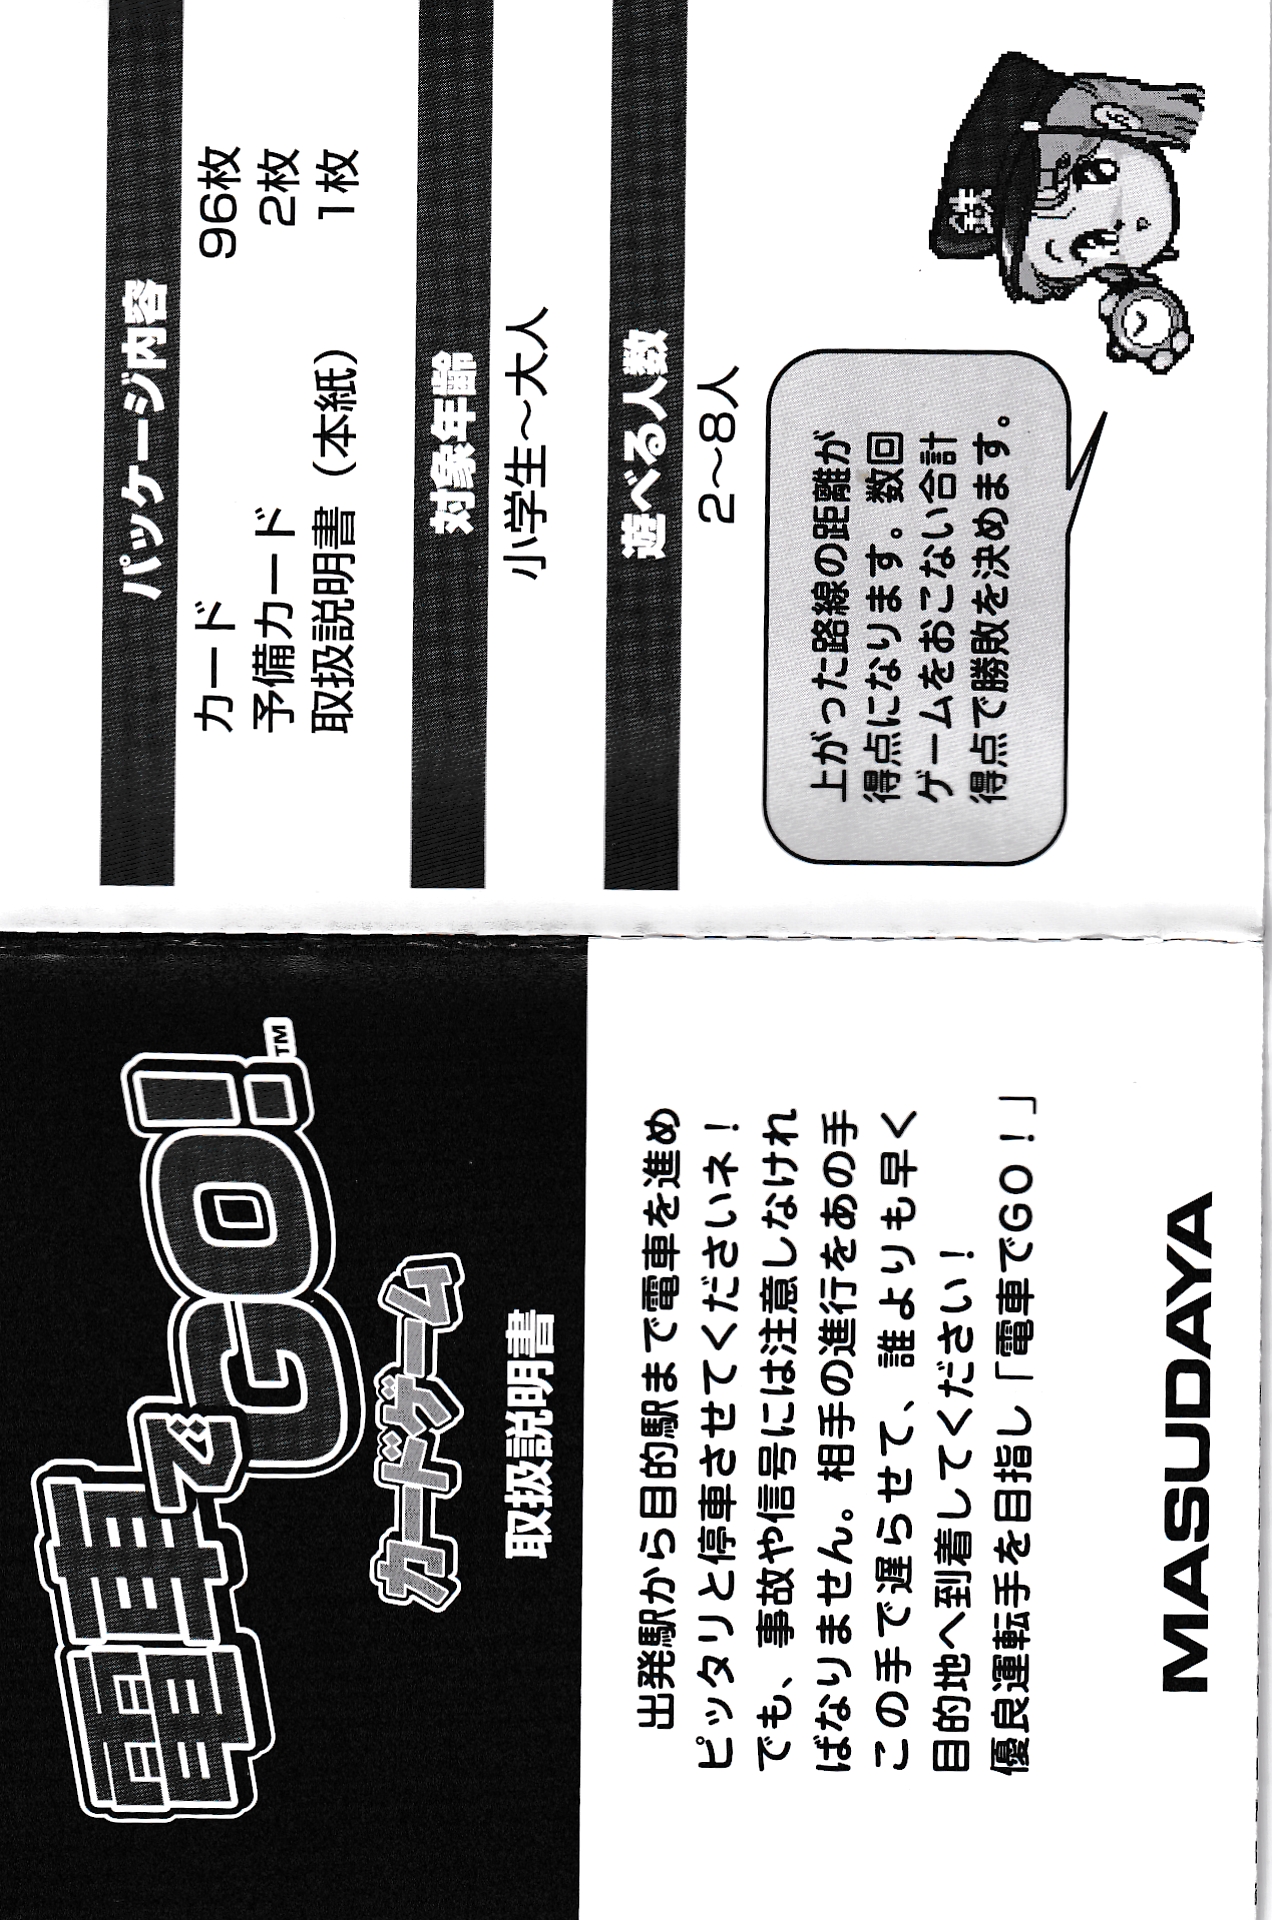 電車でGO!™
カードゲーム
取扱説明書
出発駅から目的駅まで電車を進め
ピッタリと停車させてくださいネ！
でも、事故や信号には注意しなけれ
ばなりません。相手の進行をあの手
この手で遅らせて、誰よりも早く
目的地へ到着してください！
優良運転手を目指し「電車でGO！」
MASUDAYA
パッケージ内容
カード 96枚
予備カード 2枚
取扱説明書（本紙） 1枚
対象年齢
小学生～大人
遊べる人数
2～8人
上がった路線の距離が
得点になります。数回
ゲームをおこない合計
得点で勝敗を決めます。
鉄